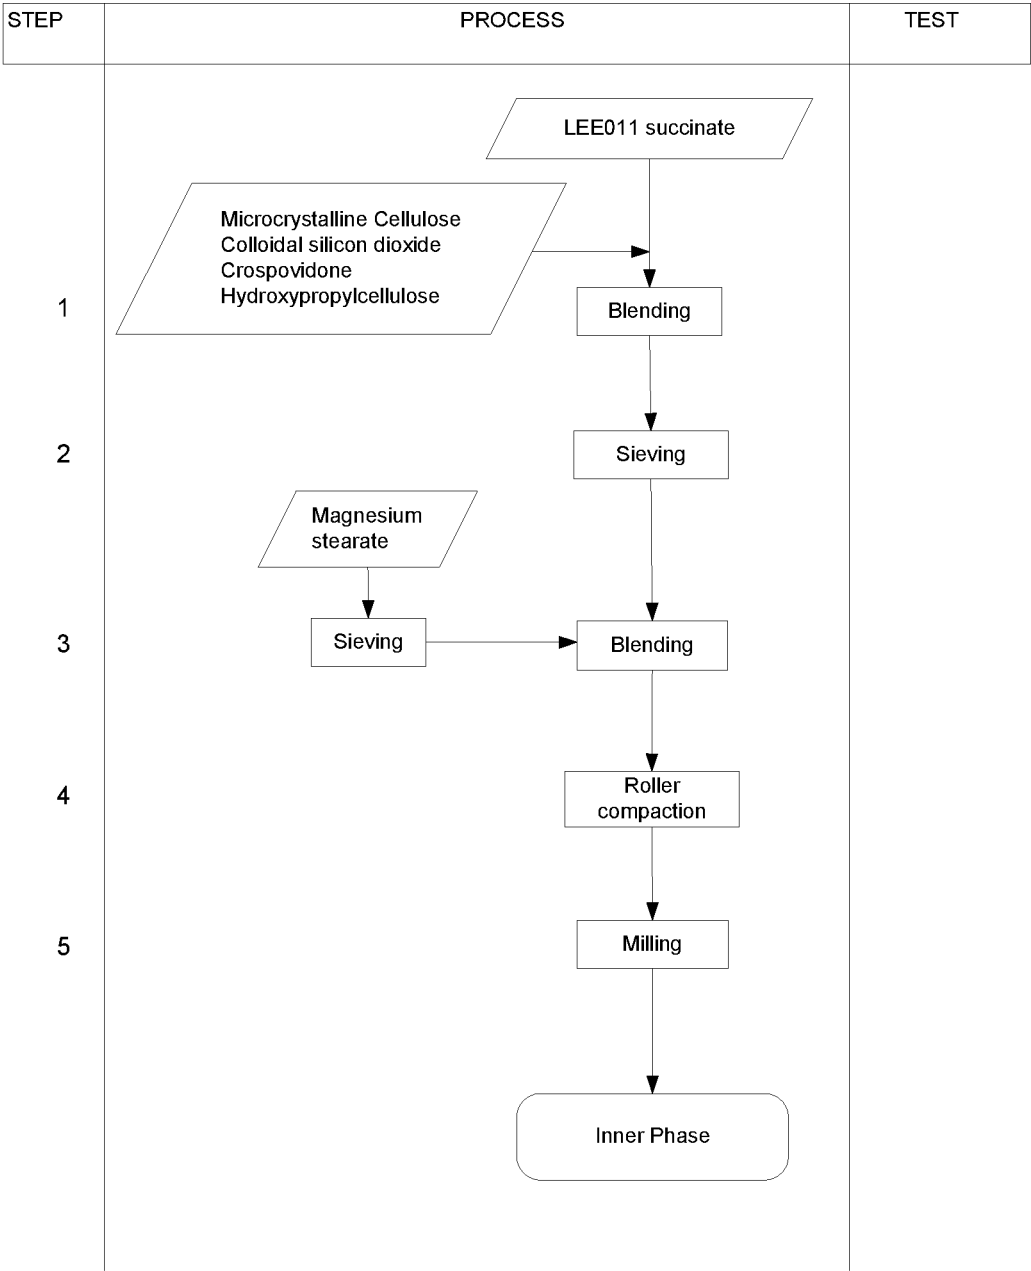 STEP PROCESS TEST
LEE011 succinate
Microcrystalline Cellulose
Colloidal silicon dioxide
Crospovidone
Hydroxypropylcellulose
1
Blending
2
Sieving
Magnesium
stearate
3
Sieving
Blending
4
Roller
compaction
5
Milling
Inner Phase